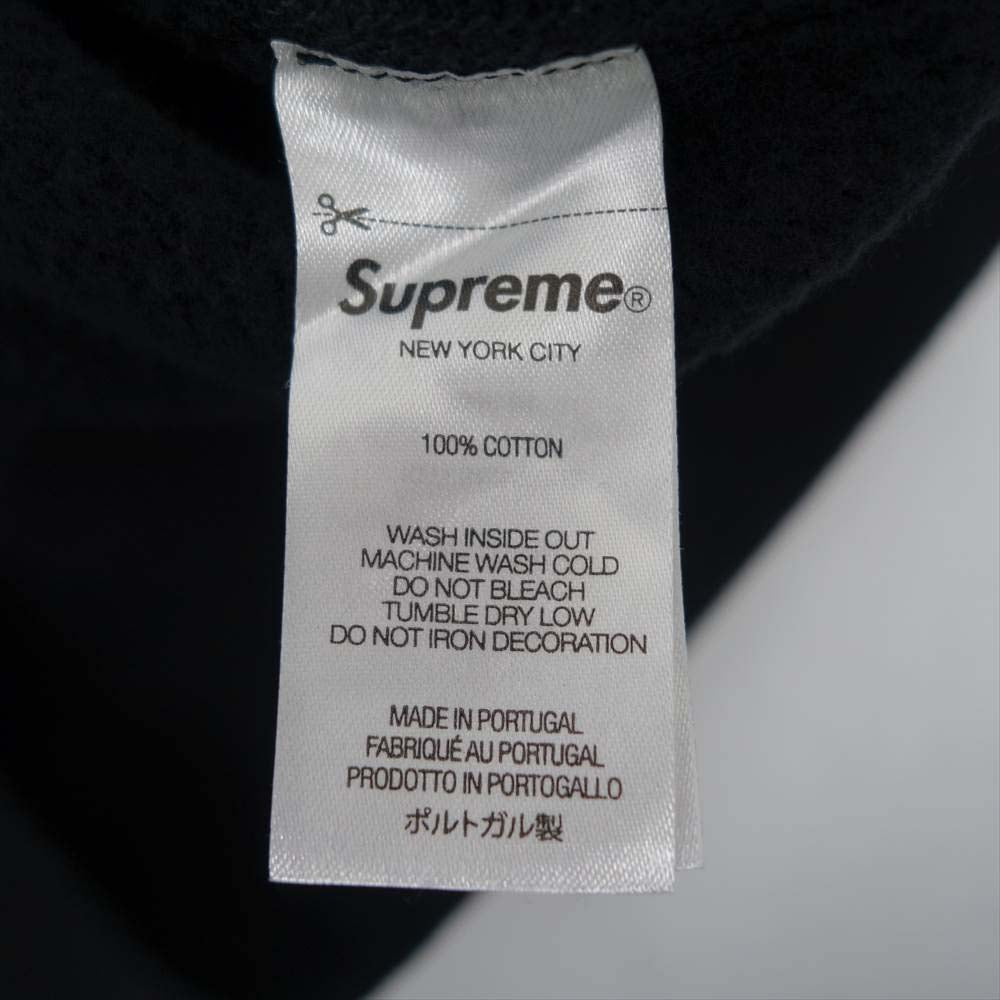 Supreme®
NEW YORK CITY
100% COTTON
WASH INSIDE OUT
MACHINE WASH COLD
DO NOT BLEACH
TUMBLE DRY LOW
DO NOT IRON DECORATION
MADE IN PORTUGAL
FABRIQUÉ AU PORTUGAL
PRODOTTO IN PORTOGALLO
ポルトガル製